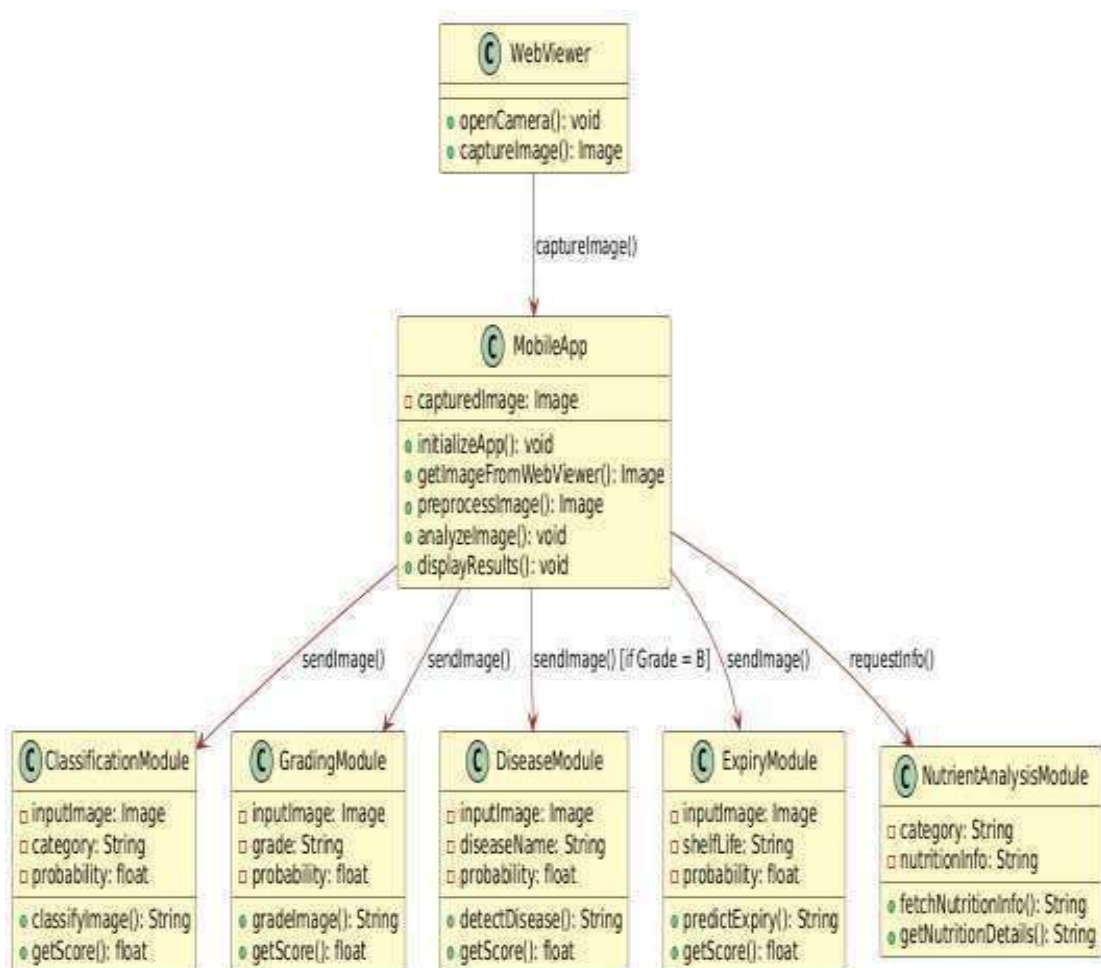 C WebViewer
openCamera(): void
captureImage(): Image
captureImage()
C MobileApp
capturedImage: Image
initializeApp(): void
getImageFromWebViewer(): Image
preprocessImage(): Image
analyzeImage(): void
displayResults(): void
sendImage()
sendImage()
sendImage() [if Grade = B]
sendImage()
requestInfo()
C ClassificationModule
inputImage: Image
category: String
probability: float
classifyImage(): String
getScore(): float
C GradingModule
inputImage: Image
grade: String
probability: float
gradeImage(): String
getScore(): float
C DiseaseModule
inputImage: Image
diseaseName: String
probability: float
detectDisease(): String
getScore(): float
C ExpiryModule
inputImage: Image
shelfLife: String
probability: float
predictExpiry(): String
getScore(): float
C NutrientAnalysisModule
category: String
nutritionInfo: String
fetchNutritionInfo(): String
getNutritionDetails(): String